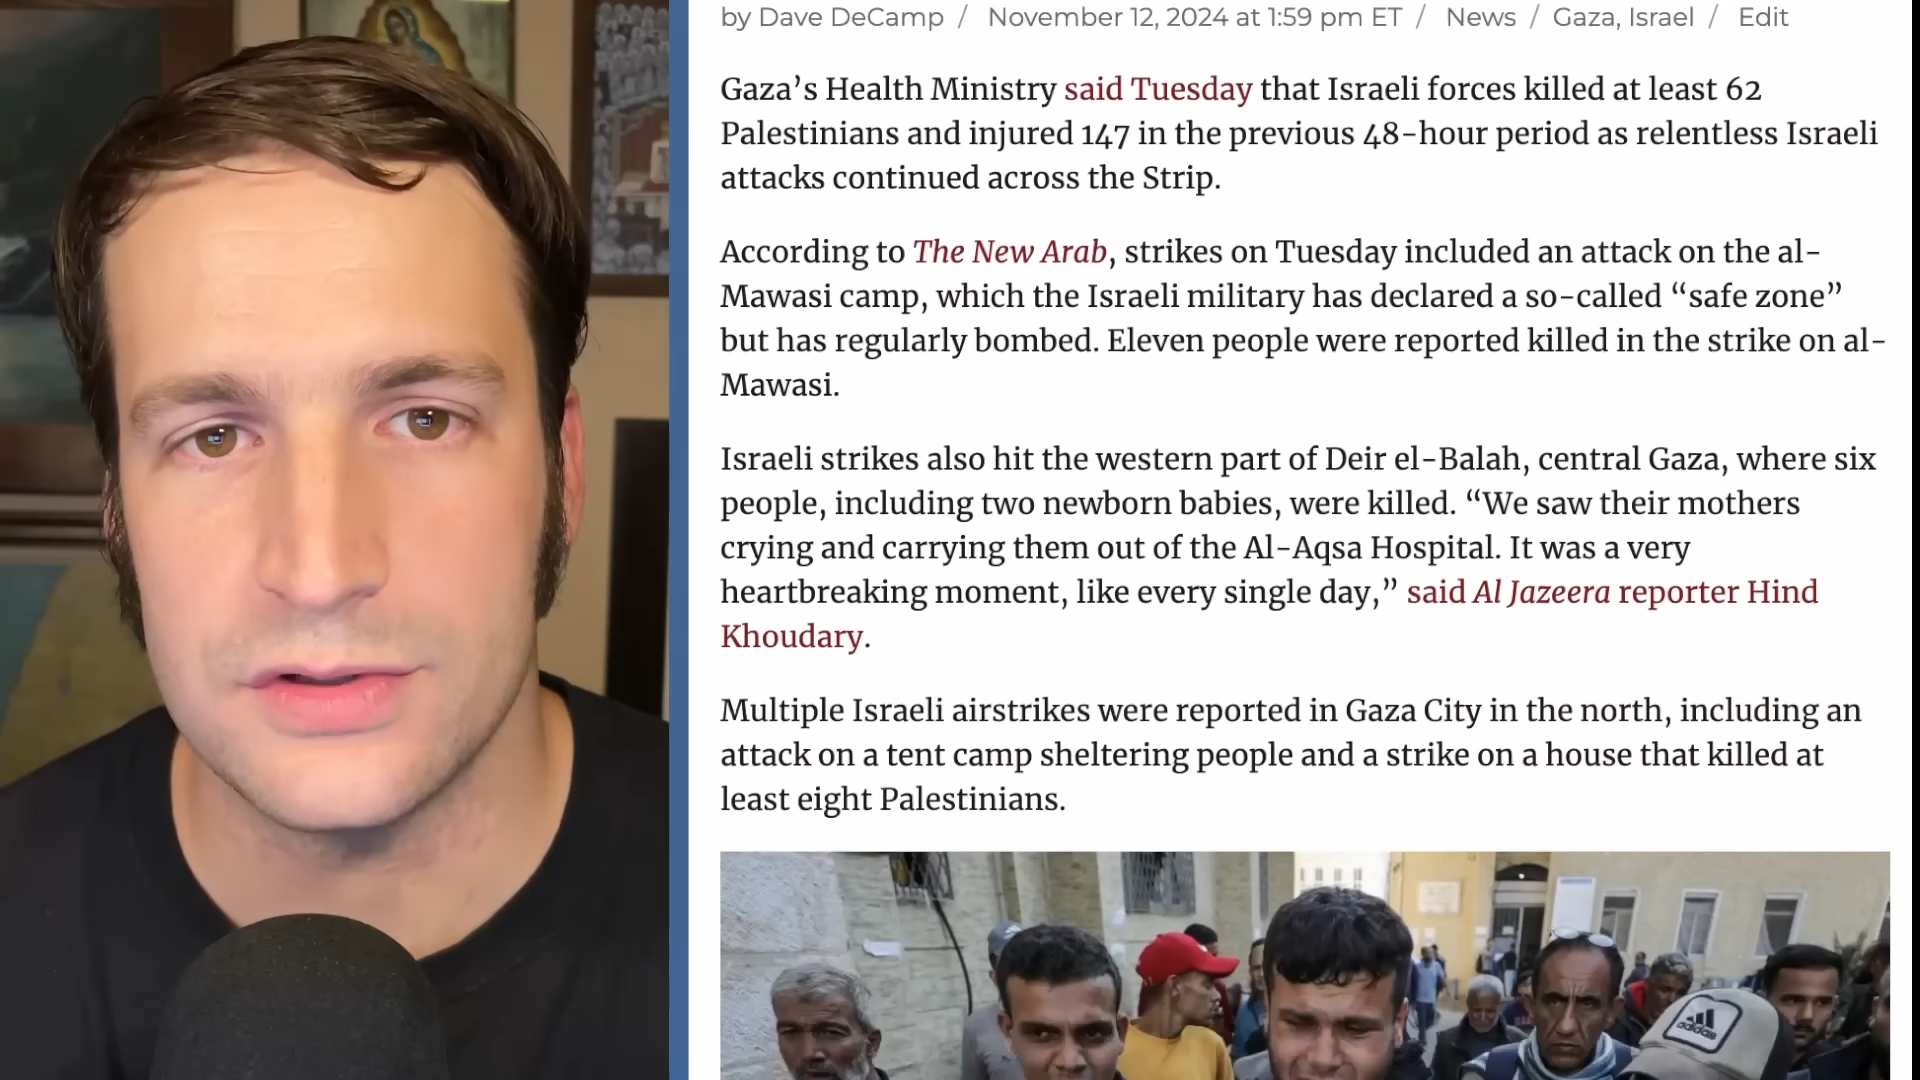 by Dave DeCamp / November 12, 2024 at 1:59 pm ET / News / Gaza, Israel / Edit
Gaza’s Health Ministry said Tuesday that Israeli forces killed at least 62
Palestinians and injured 147 in the previous 48-hour period as relentless Israeli
attacks continued across the Strip.
According to The New Arab, strikes on Tuesday included an attack on the al-
Mawasi camp, which the Israeli military has declared a so-called “safe zone”
but has regularly bombed. Eleven people were reported killed in the strike on al-
Mawasi.
Israeli strikes also hit the western part of Deir el-Balah, central Gaza, where six
people, including two newborn babies, were killed. “We saw their mothers
crying and carrying them out of the Al-Aqsa Hospital. It was a very
heartbreaking moment, like every single day,” said Al Jazeera reporter Hind
Khoudary.
Multiple Israeli airstrikes were reported in Gaza City in the north, including an
attack on a tent camp sheltering people and a strike on a house that killed at
least eight Palestinians.
adidas